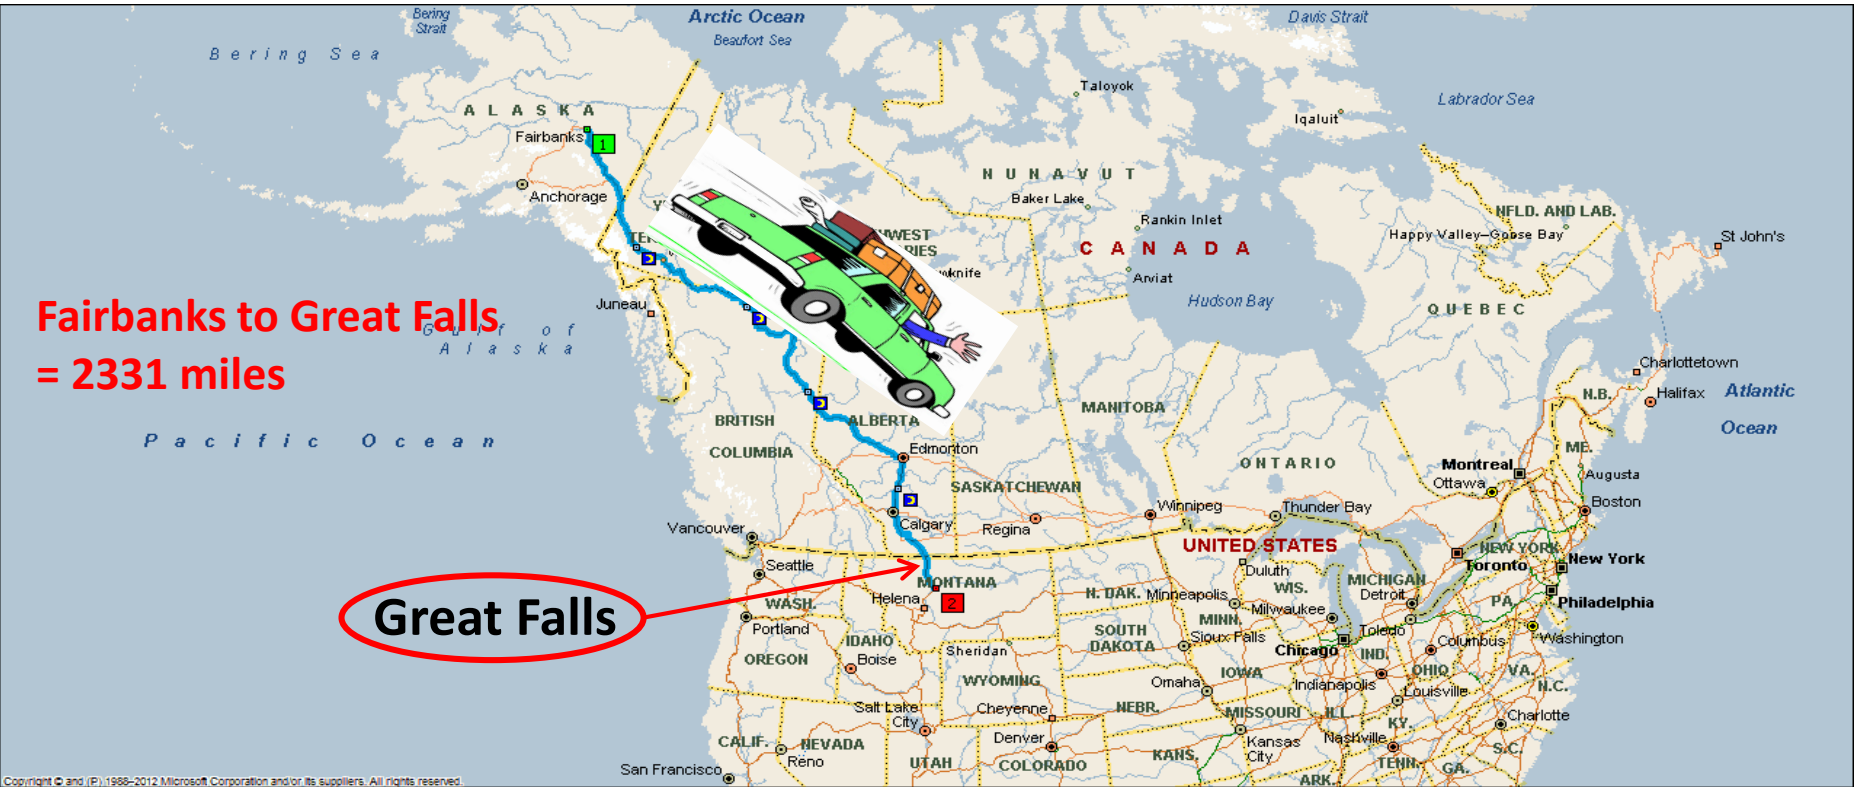 Bering
Strait
Arctic Ocean
Beaufort Sea
Davis Strait
Bering Sea
Taloyok
Labrador Sea
ALASKA
Iqaluit
Fairbanks
1
NUNAVUT
Anchorage
Baker Lake
Rankin Inlet
NFLD. AND LAB.
Happy Valley–Goose Bay
St John's
CANADA
Arviat
Juneau
Hudson Bay
QUEBEC
Fairbanks to Great Falls
= 2331 miles
Gulf of
Alaska
Charlottetown
N.B.
Halifax
Atlantic
Ocean
BRITISH
COLUMBIA
ALBERTA
MANITOBA
Pacific Ocean
Edmonton
ONTARIO
Montreal
Ottawa
ME.
Augusta
SASKATCHEWAN
Boston
Winnipeg
Thunder Bay
Calgary
Regina
Vancouver
UNITED STATES
NEW YORK
New York
Toronto
Seattle
Duluth
MONTANA
WIS.
MICHIGAN
Detroit
Helena
2
N. DAK.
Minneapolis
Milwaukee
PA.
Philadelphia
WASH.
Great Falls
Portland
IDAHO
SOUTH
DAKOTA
MINN.
Sioux Falls
Toledo
Columbus
Washington
Sheridan
Chicago
IND.
OREGON
Boise
WYOMING
Omaha
IOWA
Indianapolis
OHIO
Louisville
VA.
N.C.
Salt Lake
City
Cheyenne
NEBR.
MISSOURI
ILL.
KY.
Charlotte
CALIF.
NEVADA
Reno
Denver
Kansas
City
Nashville
S.C.
San Francisco
UTAH
COLORADO
KANS.
TENN.
GA.
ARK.
Copyright © and (P) 1988–2012 Microsoft Corporation and/or its suppliers. All rights reserved.